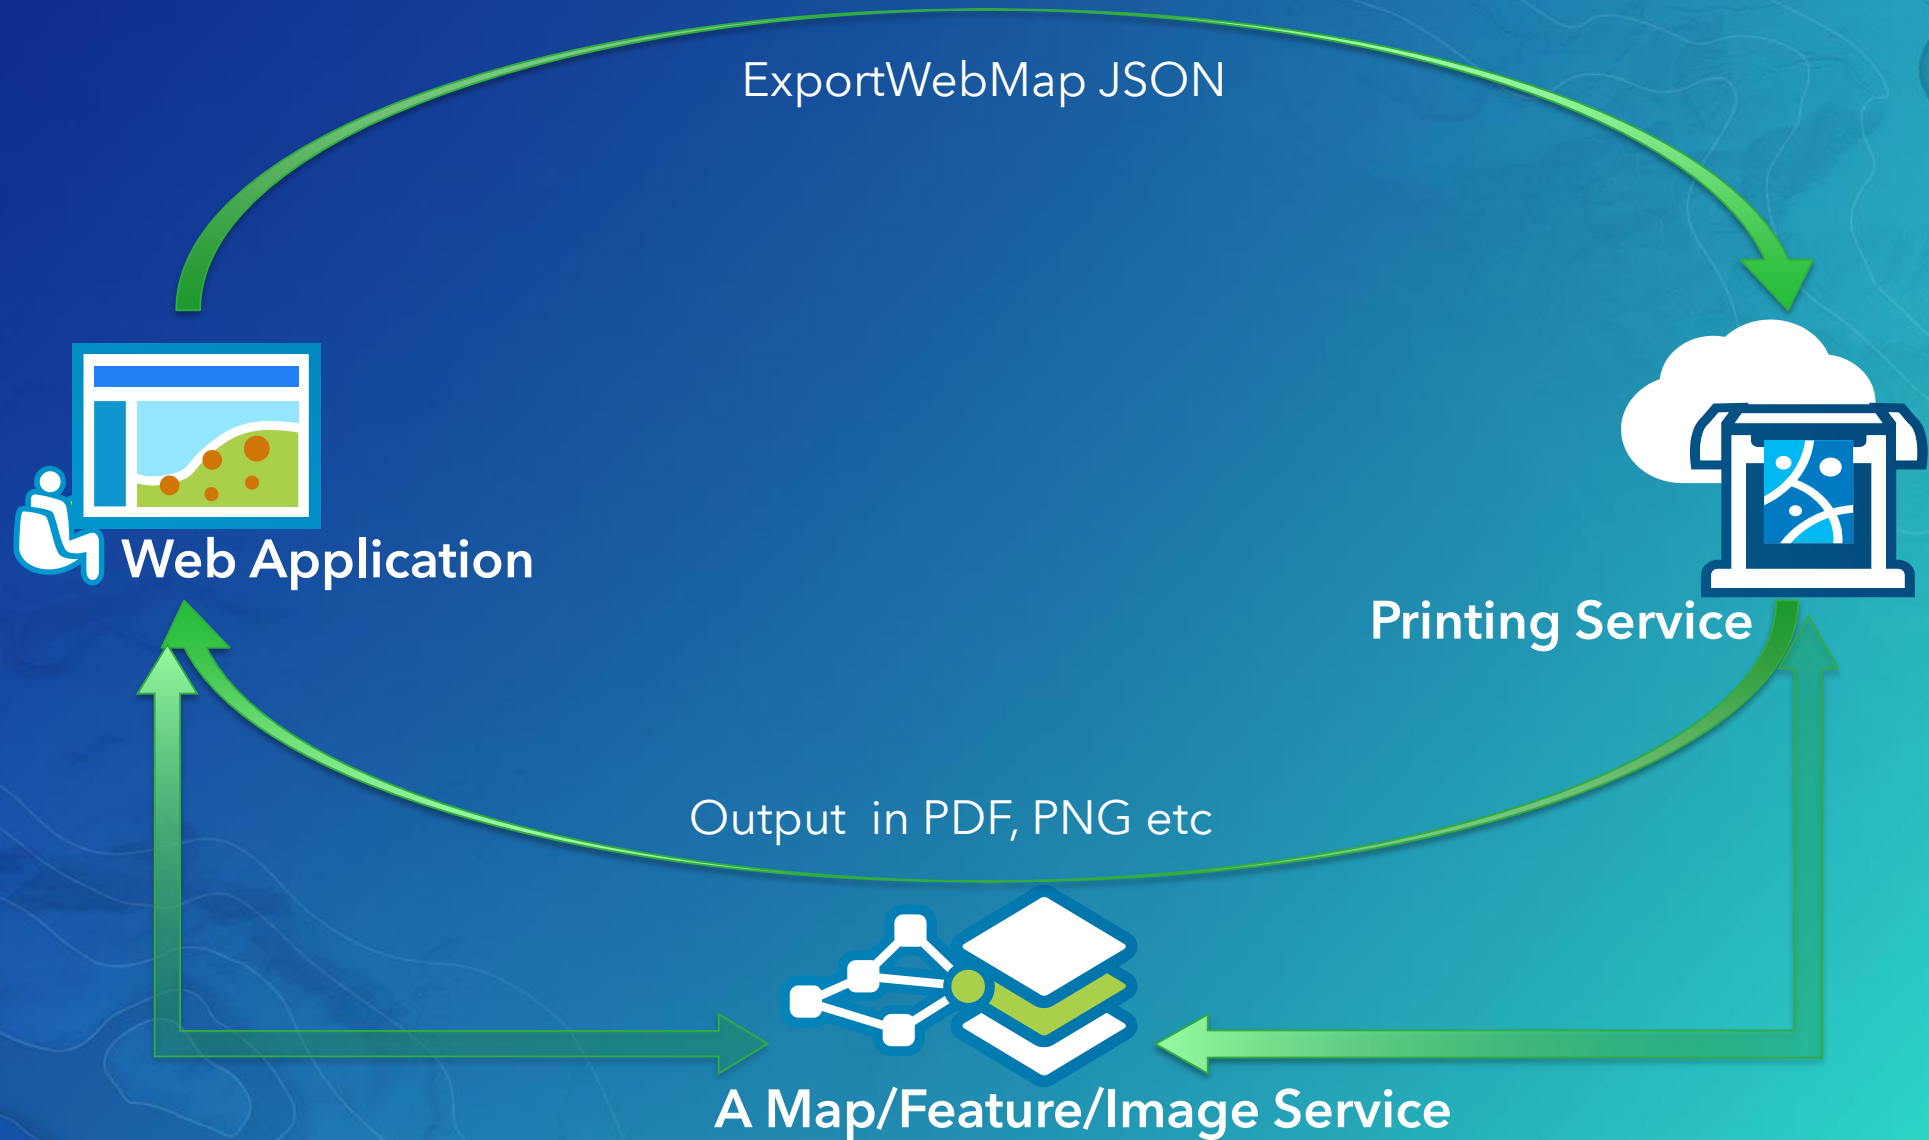 ExportWebMap JSON
Web Application
Printing Service
Output  in PDF, PNG etc
A Map/Feature/Image Service